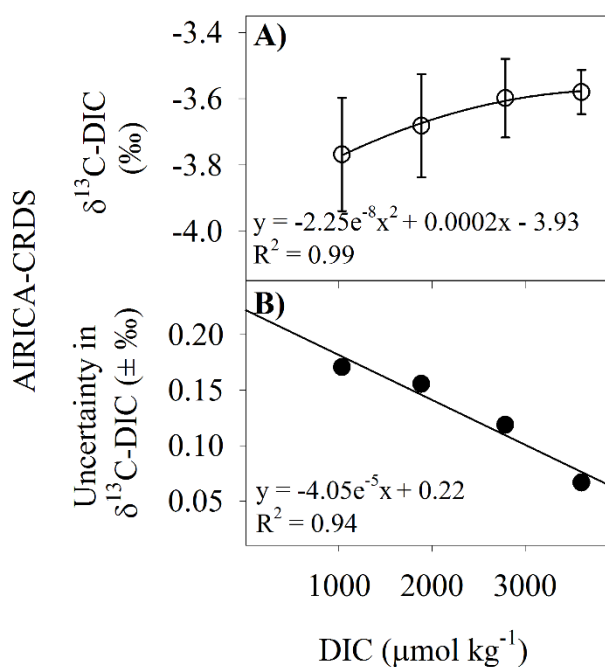 AIRICA-CRDS
A)
δ¹³C-DIC
(‰)
-3.4
-3.6
-3.8
-4.0
y = -2.25e⁻⁸x² + 0.0002x - 3.93
R² = 0.99
B)
Uncertainty in
δ¹³C-DIC (± ‰)
0.20
0.15
0.10
0.05
y = -4.05e⁻⁵x + 0.22
R² = 0.94
1000 2000 3000
DIC (μmol kg⁻¹)